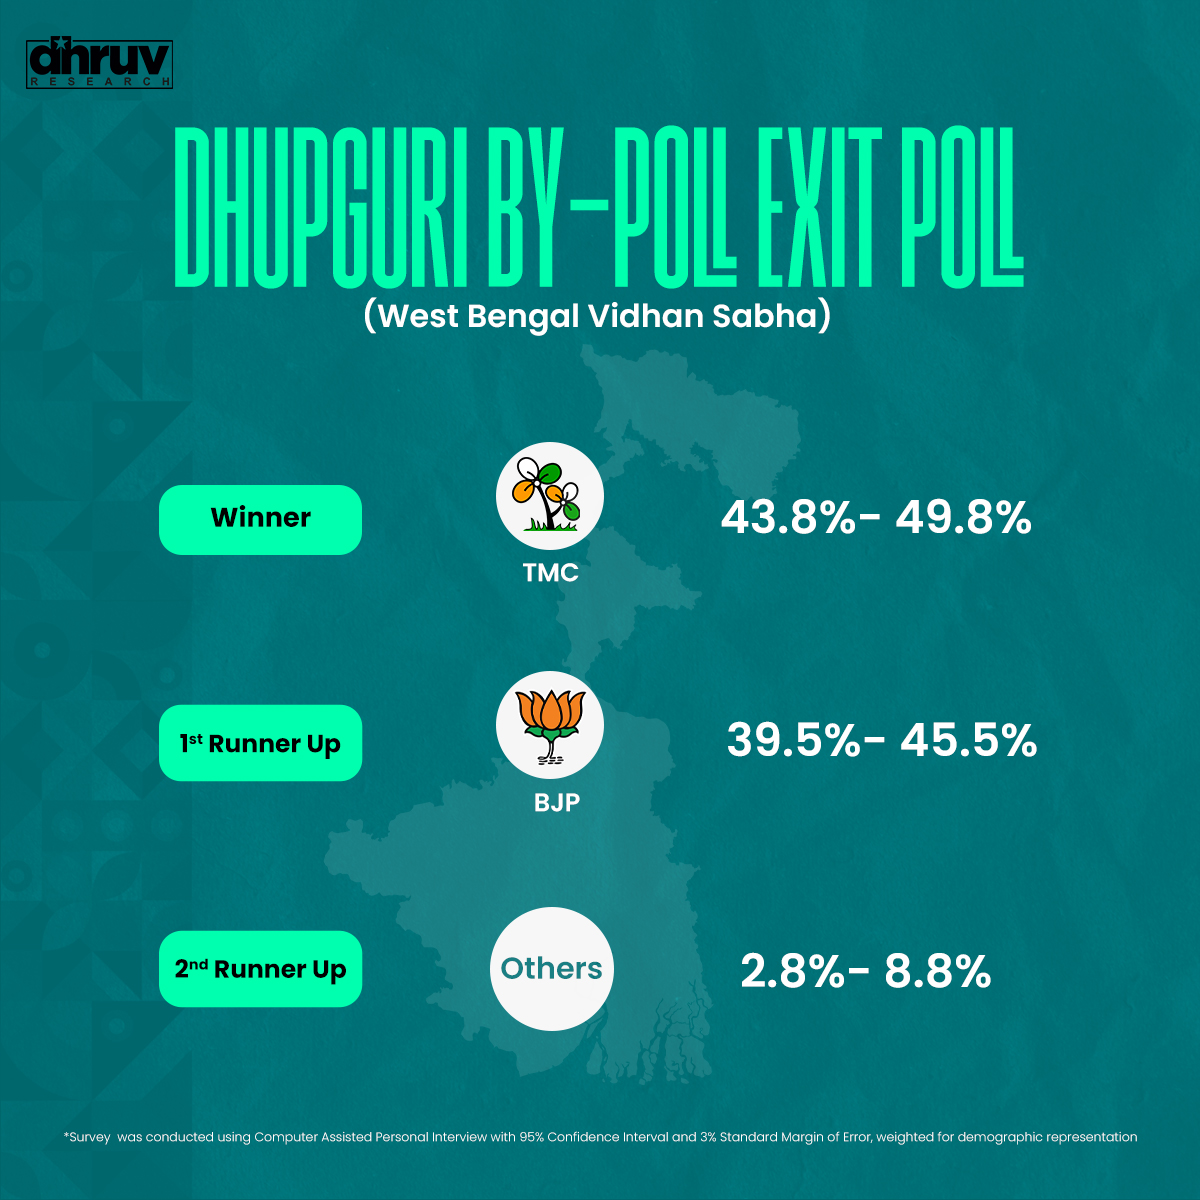 dhruv
RESEARCH
DHUPGURI BY-POLL EXIT POLL
(West Bengal Vidhan Sabha)
Winner
TMC
43.8%- 49.8%
1st Runner Up
BJP
39.5%- 45.5%
2nd Runner Up
Others
2.8%- 8.8%
*Survey was conducted using Computer Assisted Personal Interview with 95% Confidence Interval and 3% Standard Margin of Error, weighted for demographic representation